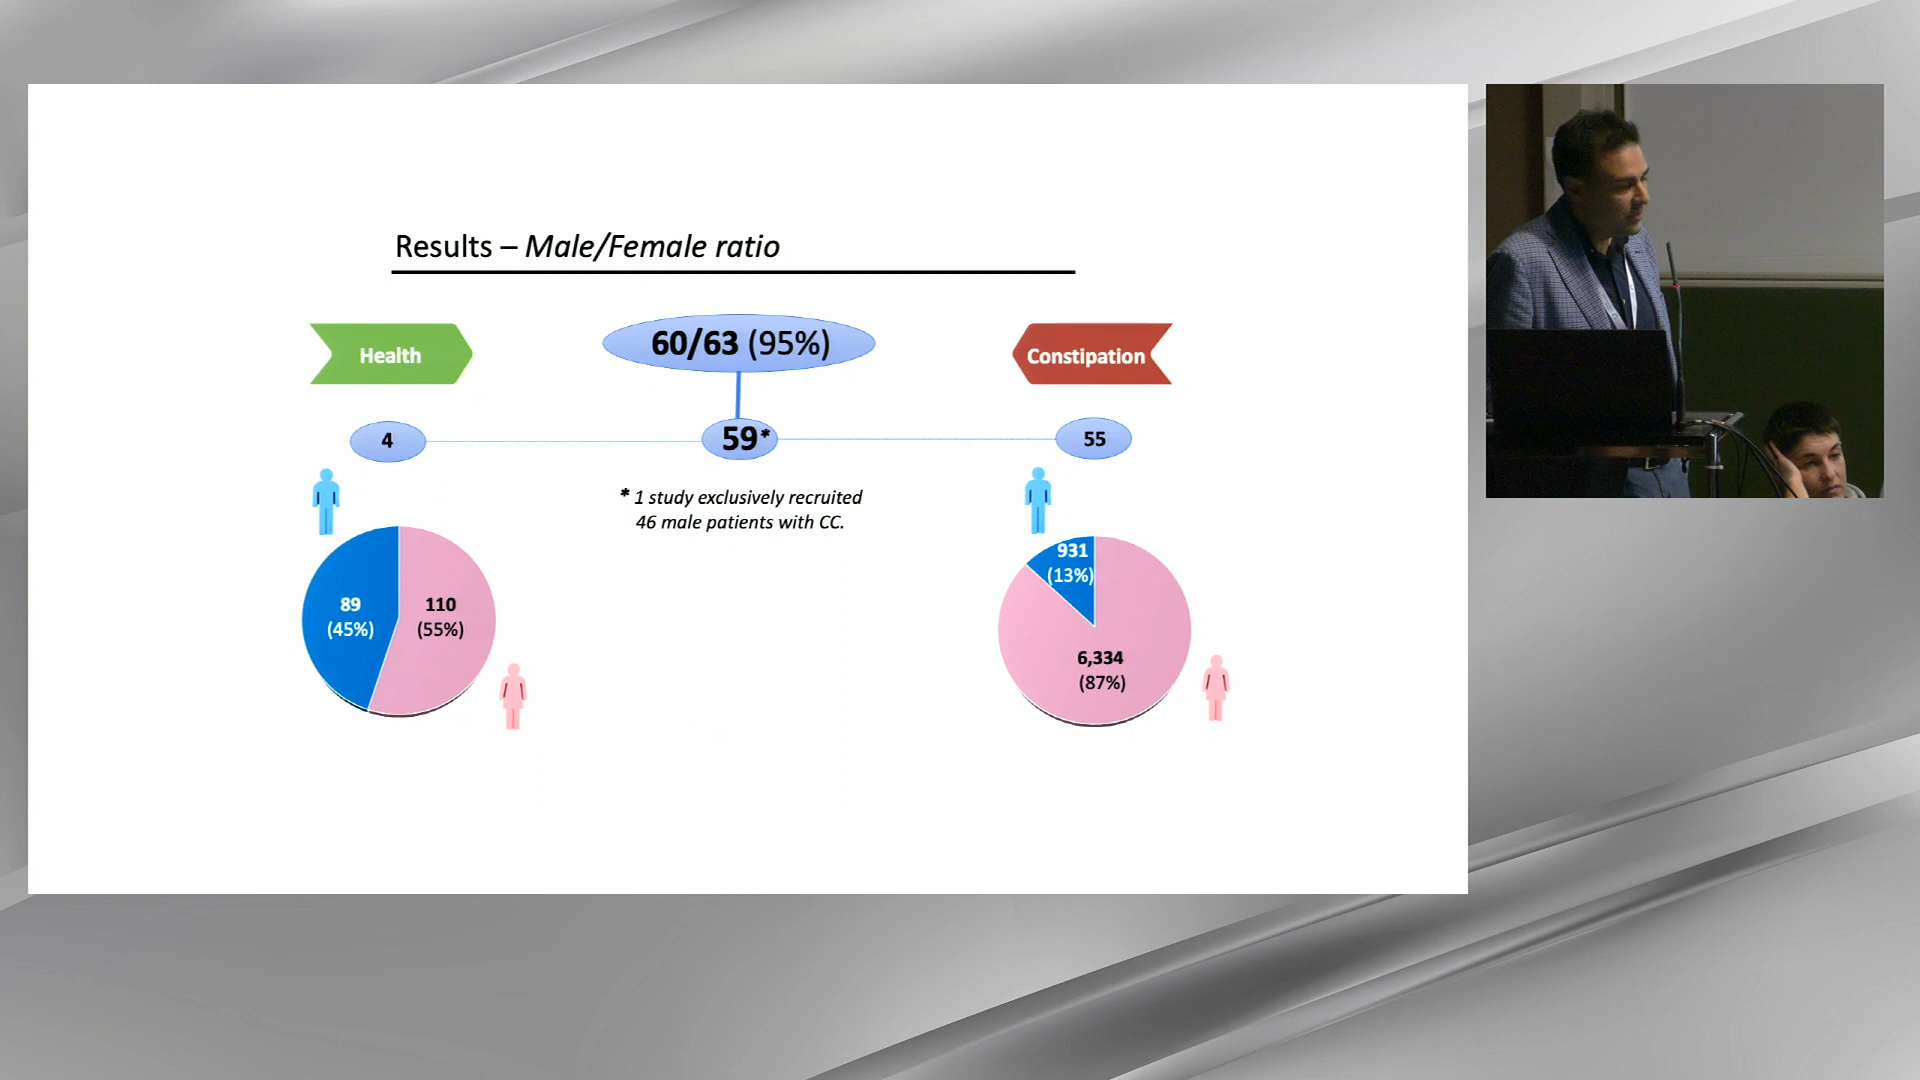 Results – Male/Female ratio
Health
60/63 (95%)
Constipation
4
59*
55
* 1 study exclusively recruited
46 male patients with CC.
89
(45%)
110
(55%)
931
(13%)
6,334
(87%)